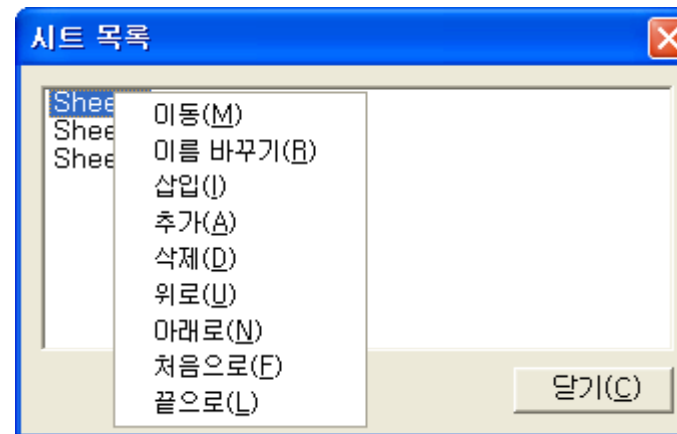 시트 목록
Shee
Shee
Shee
이동(M)
이름 바꾸기(R)
삽입(I)
추가(A)
삭제(D)
위로(U)
아래로(N)
처음으로(F)
끝으로(L)
닫기(C)